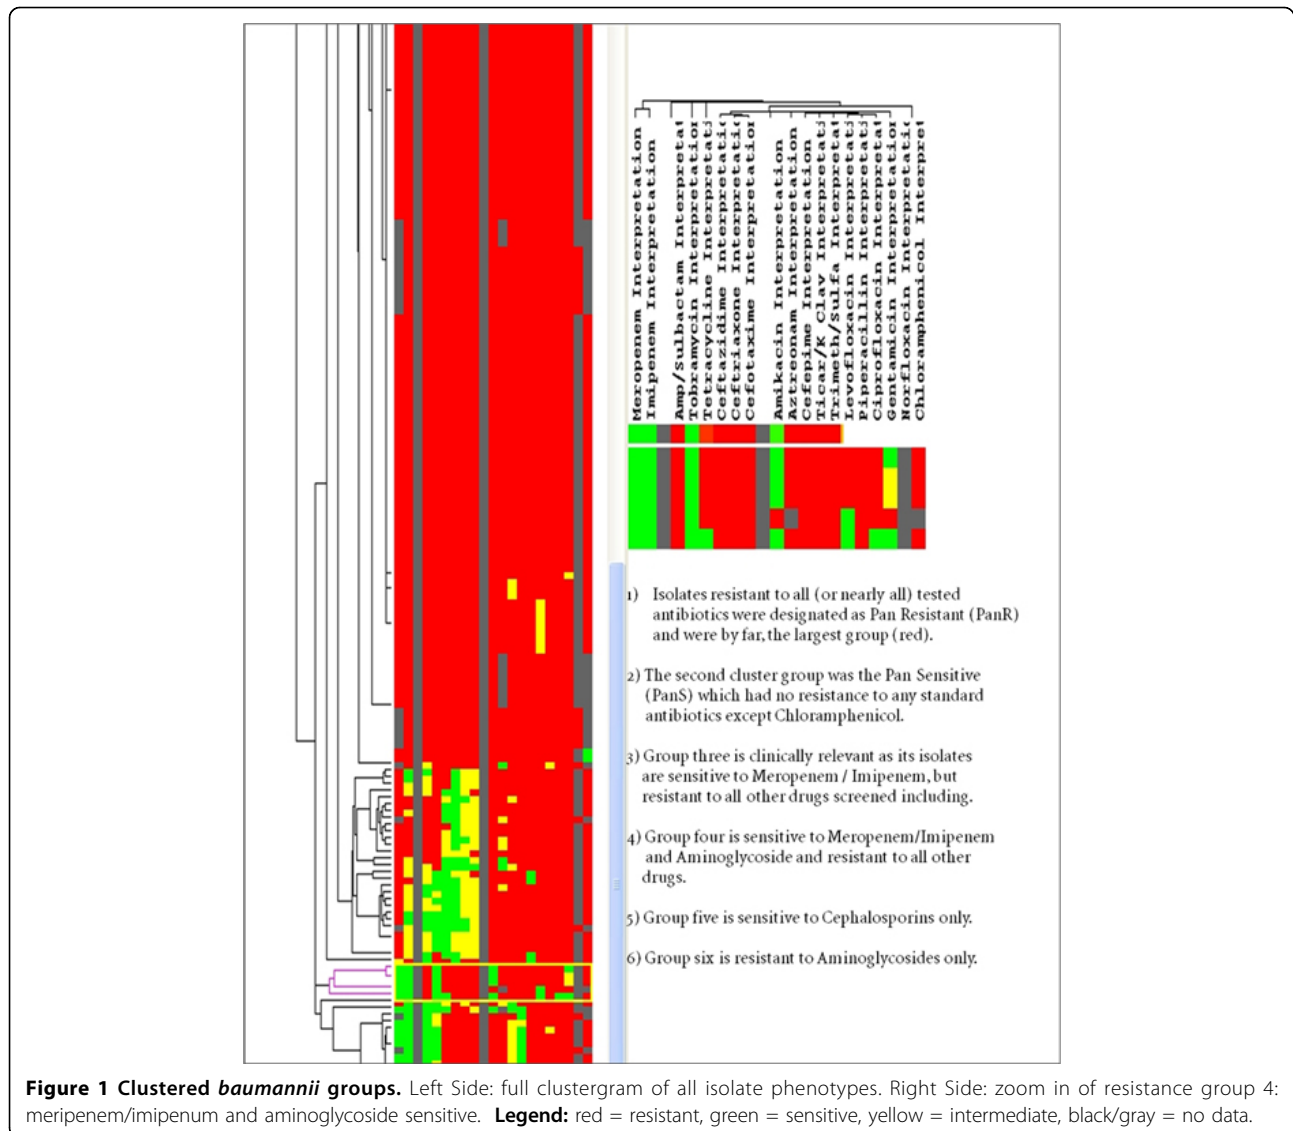 Meropenem Interpretation
Imipenem Interpretation
Amp/Sulbactam Interpretat
Tobramycin Interpretation
Tetracycline Interpretati
Ceftazidime Interpretatio
Ceftriaxone Interpretatio
Cefotaxime Interpretation
Amikacin Interpretation
Aztreonam Interpretation
Cefepime Interpretation
Ticar/K Clav Interpretati
Trimeth/Sulfa Interpretat
Levofloxacin Interpretati
Piperacillin Interpretati
Ciprofloxacin Interpretat
Gentamicin Interpretation
Norfloxacin Interpretatio
Chloramphenicol Interpret
1) Isolates resistant to all (or nearly all) tested
antibiotics were designated as Pan Resistant (PanR)
and were by far, the largest group (red).
2) The second cluster group was the Pan Sensitive
(PanS) which had no resistance to any standard
antibiotics except Chloramphenicol.
3) Group three is clinically relevant as its isolates
are sensitive to Meropenem / Imipenem, but
resistant to all other drugs screened including.
4) Group four is sensitive to Meropenem/Imipenem
and Aminoglycoside and resistant to all other
drugs.
5) Group five is sensitive to Cephalosporins only.
6) Group six is resistant to Aminoglycosides only.
Figure 1 Clustered baumannii groups. Left Side: full clustergram of all isolate phenotypes. Right Side: zoom in of resistance group 4:
meripenem/imipenum and aminoglycoside sensitive. Legend: red = resistant, green = sensitive, yellow = intermediate, black/gray = no data.